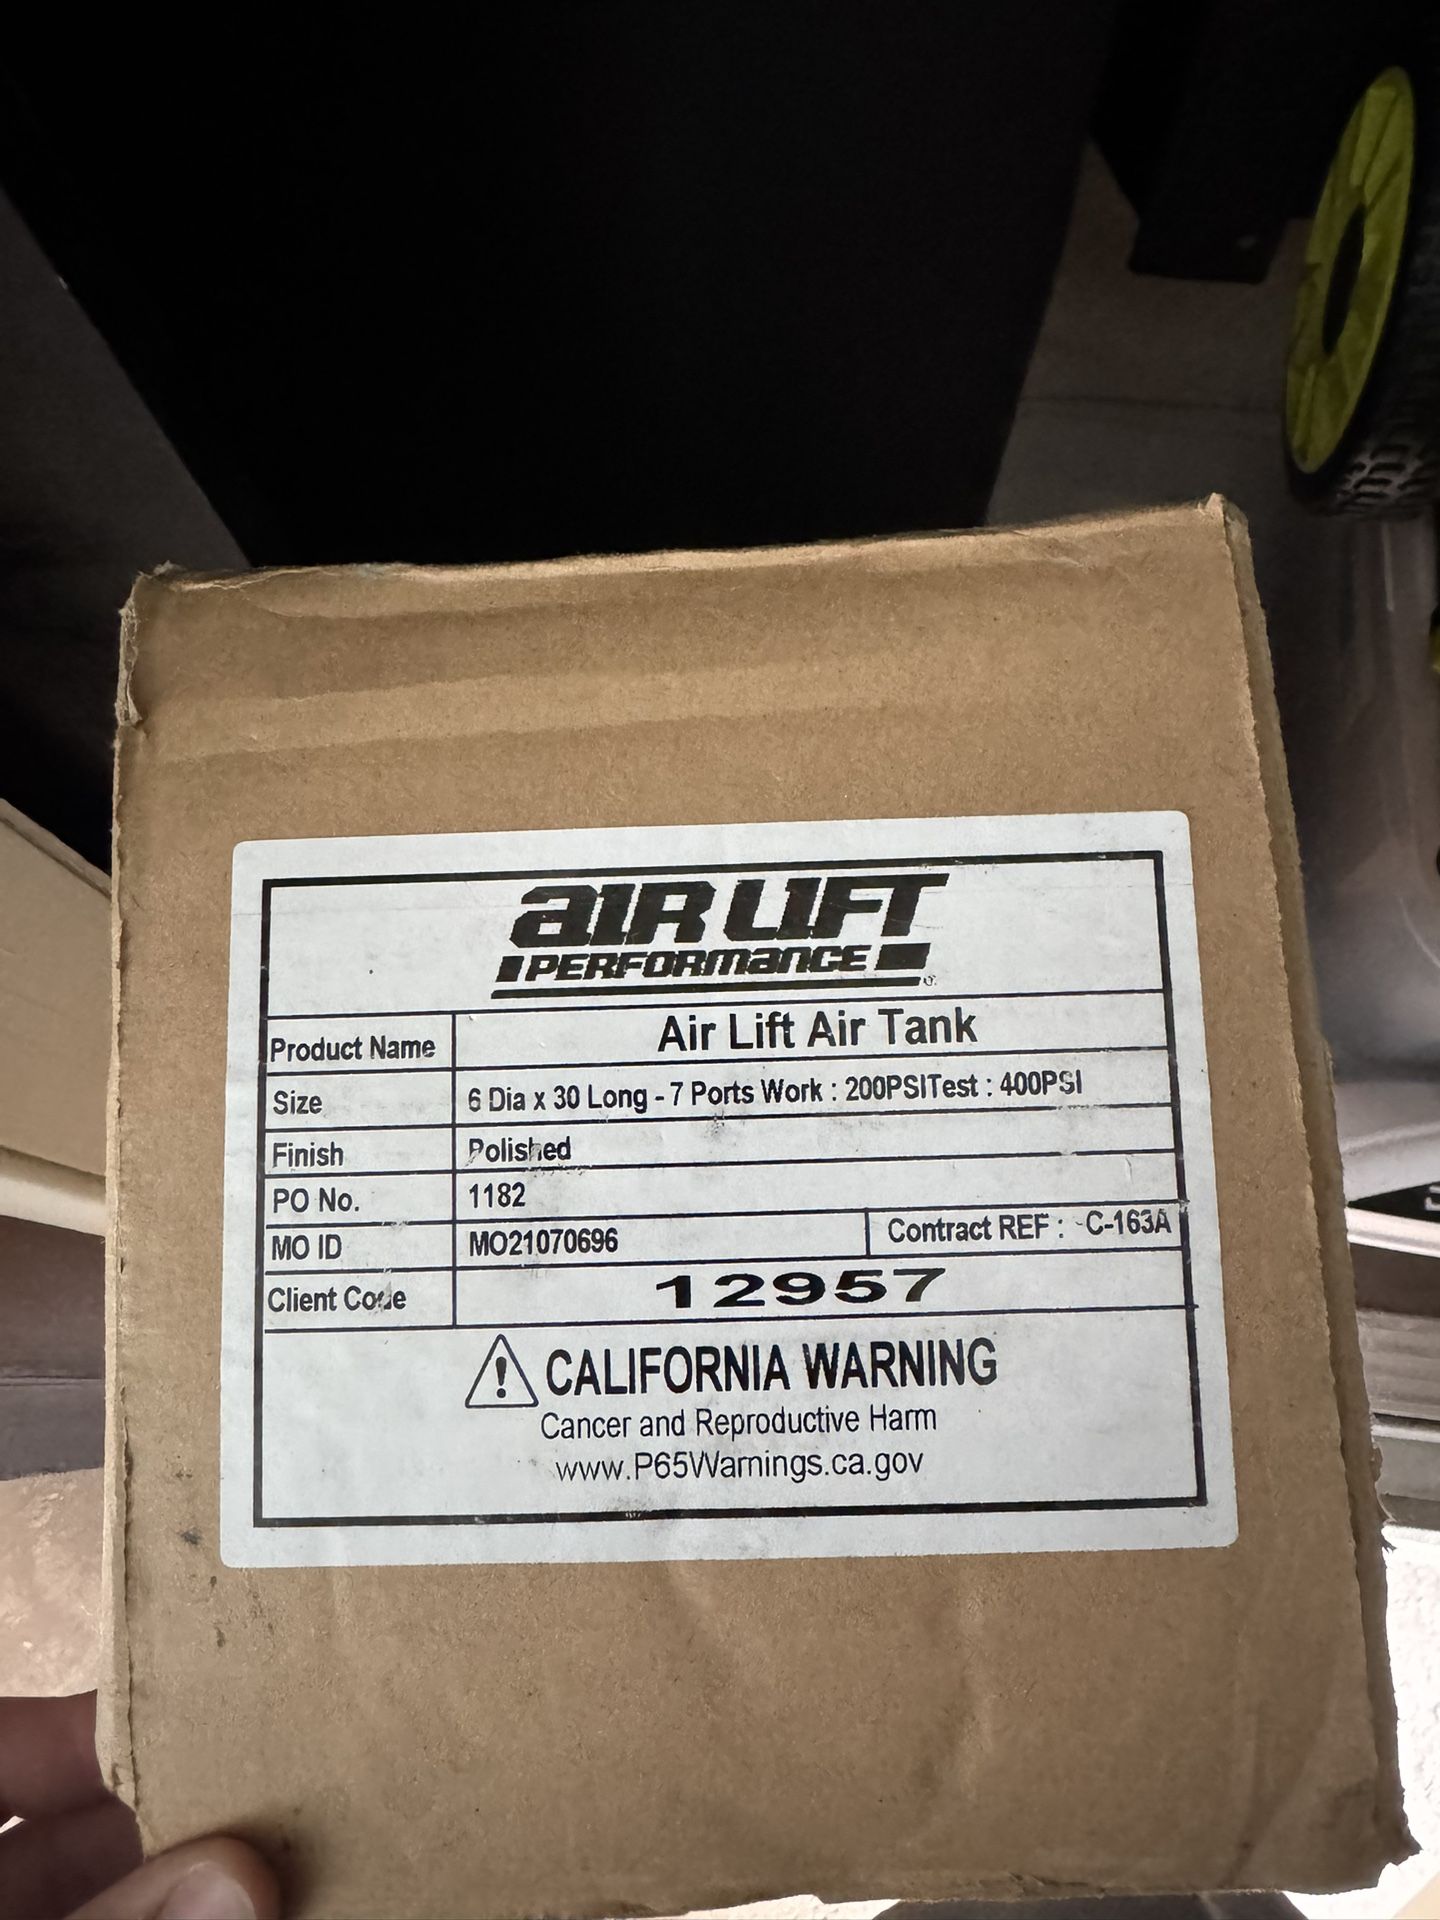 AIR LIFT
PERFORMANCE
Product Name Air Lift Air Tank
Size 6 Dia x 30 Long - 7 Ports Work : 200PSITest : 400PSI
Finish Polished
PO No. 1182
MO ID MO21070696 Contract REF : C-163A
Client Code 12957
! CALIFORNIA WARNING
Cancer and Reproductive Harm
www.P65Warnings.ca.gov